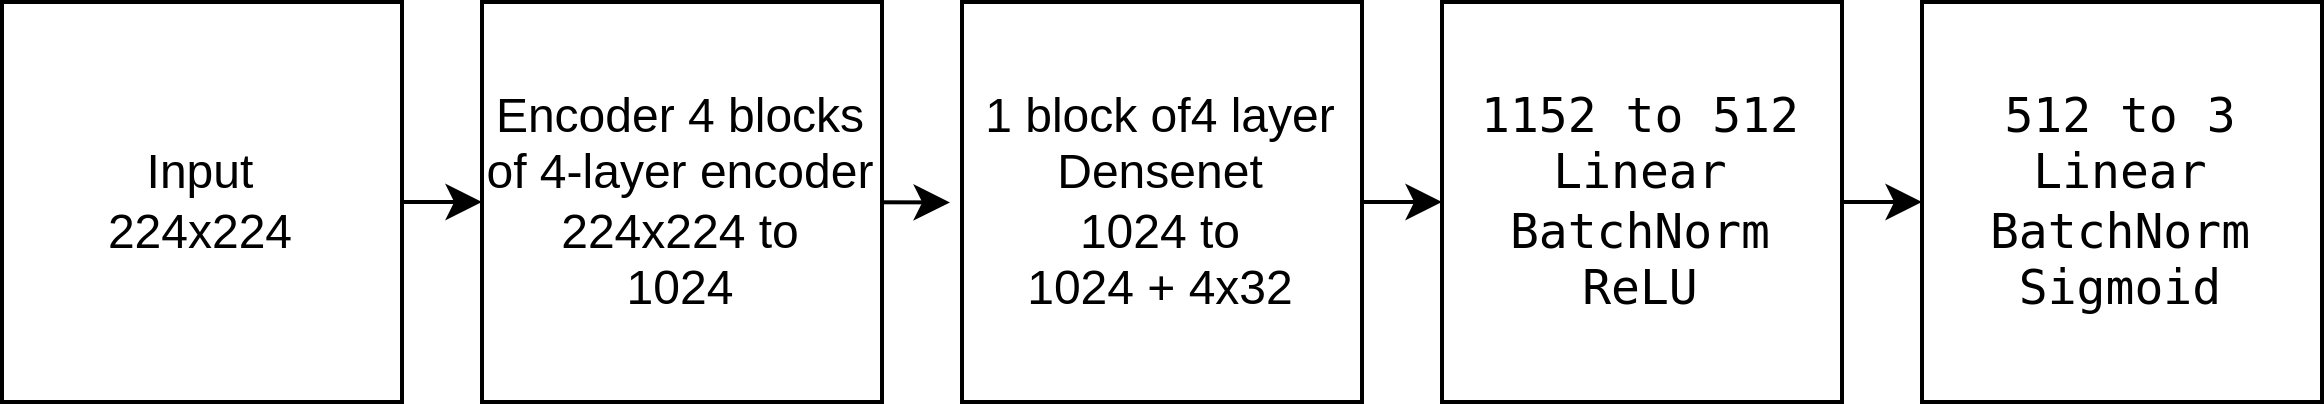 Input
224x224
Encoder 4 blocks
of 4-layer encoder
224x224 to
1024
1 block of4 layer
Densenet
1024 to
1024 + 4x32
1152 to 512
Linear
BatchNorm
ReLU
512 to 3
Linear
BatchNorm
Sigmoid